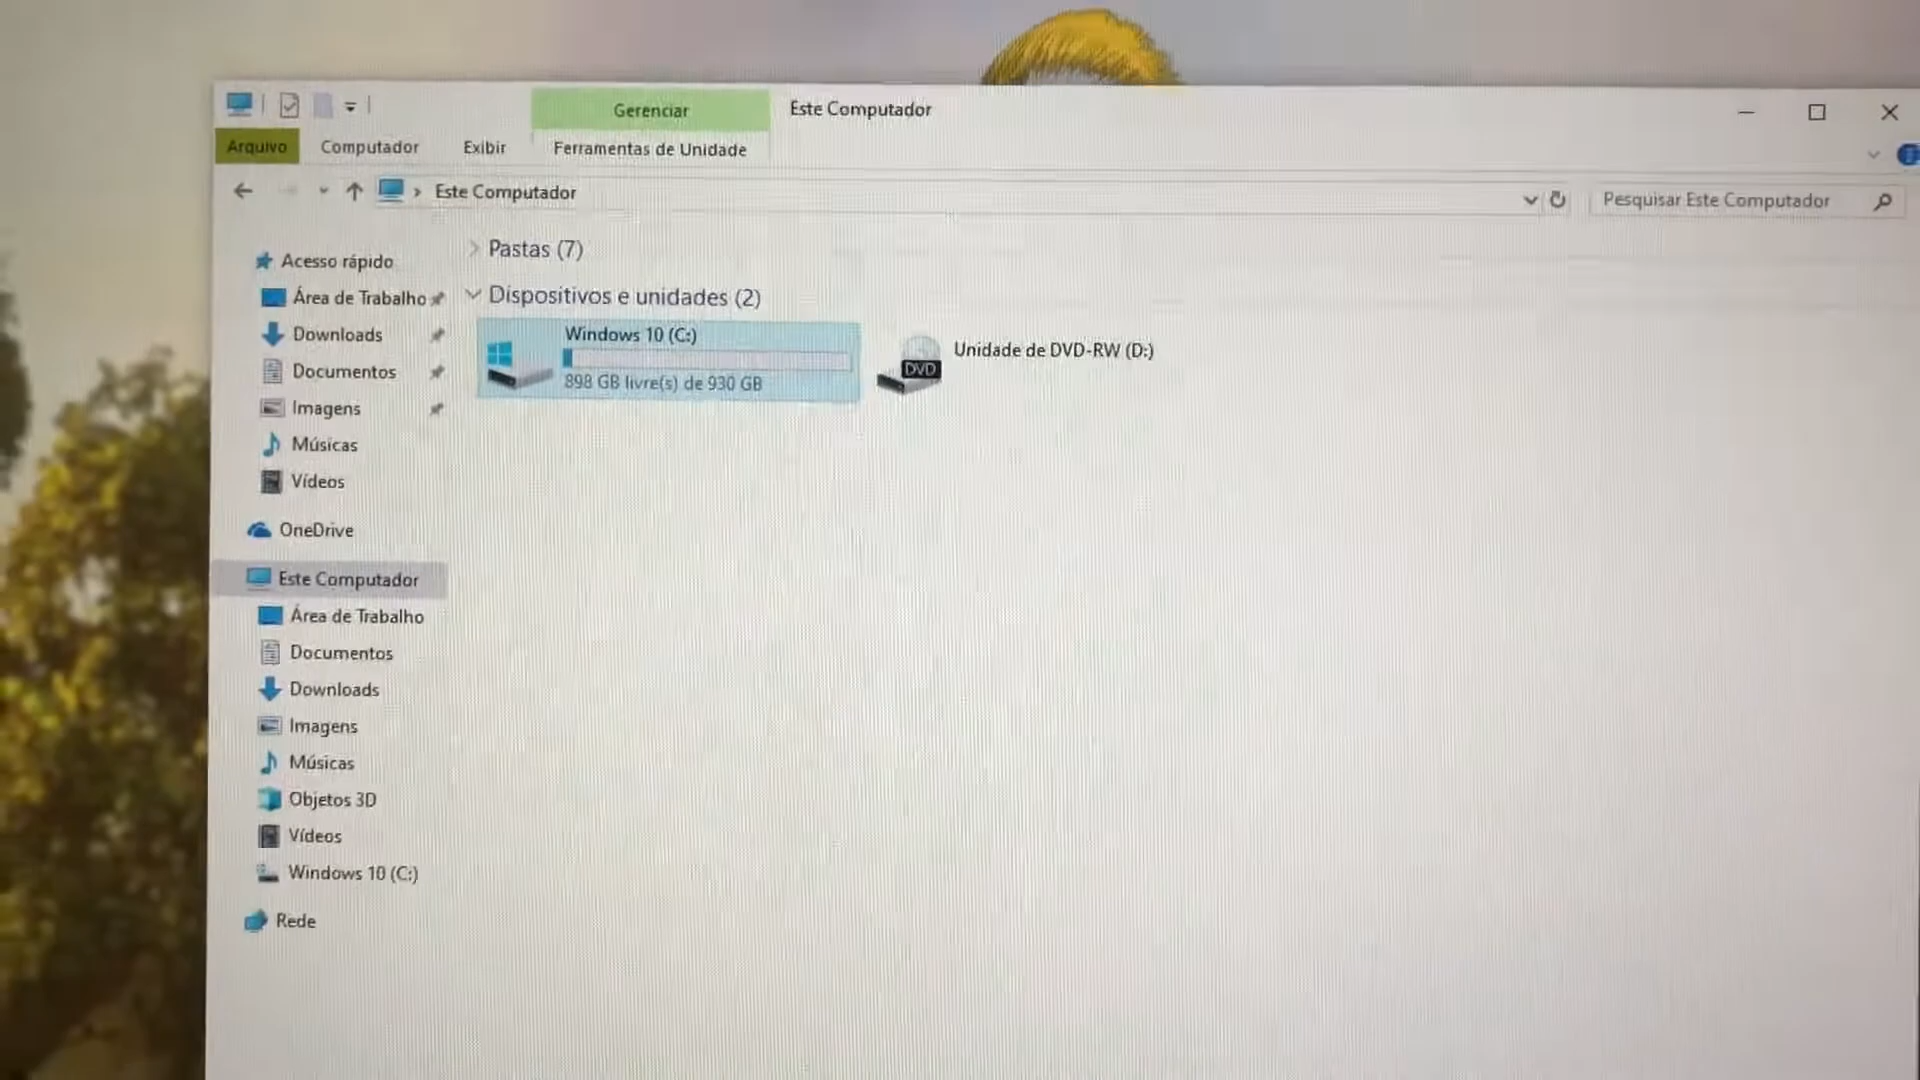 Gerenciar
Este Computador
Arquivo
Computador
Exibir
Ferramentas de Unidade
Este Computador
Pesquisar Este Computador
Acesso rápido
Área de Trabalho
Downloads
Documentos
Imagens
Músicas
Vídeos
OneDrive
Este Computador
Área de Trabalho
Documentos
Downloads
Imagens
Músicas
Objetos 3D
Vídeos
Windows 10 (C:)
Rede
Pastas (7)
Dispositivos e unidades (2)
Windows 10 (C:)
898 GB livre(s) de 930 GB
DVD
Unidade de DVD-RW (D:)